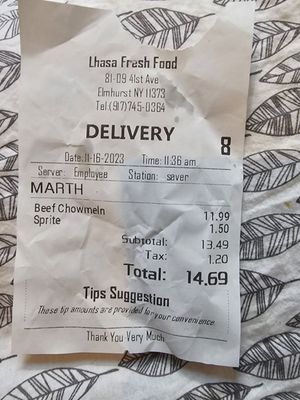 Lhasa Fresh Food
81-09 41st Ave
Elmhurst NY 11373
Tel:(917)745-0364
DELIVERY 8
Date:11-16-2023 Time: 11:36 am
Server: Employee Station: sever
MARTH
Beef Chowmein 11.99
Sprite 1.50
Subtotal: 13.49
Tax: 1.20
Total: 14.69
Tips Suggestion
These tip amounts are provided for your convenience.
Thank You Very Much